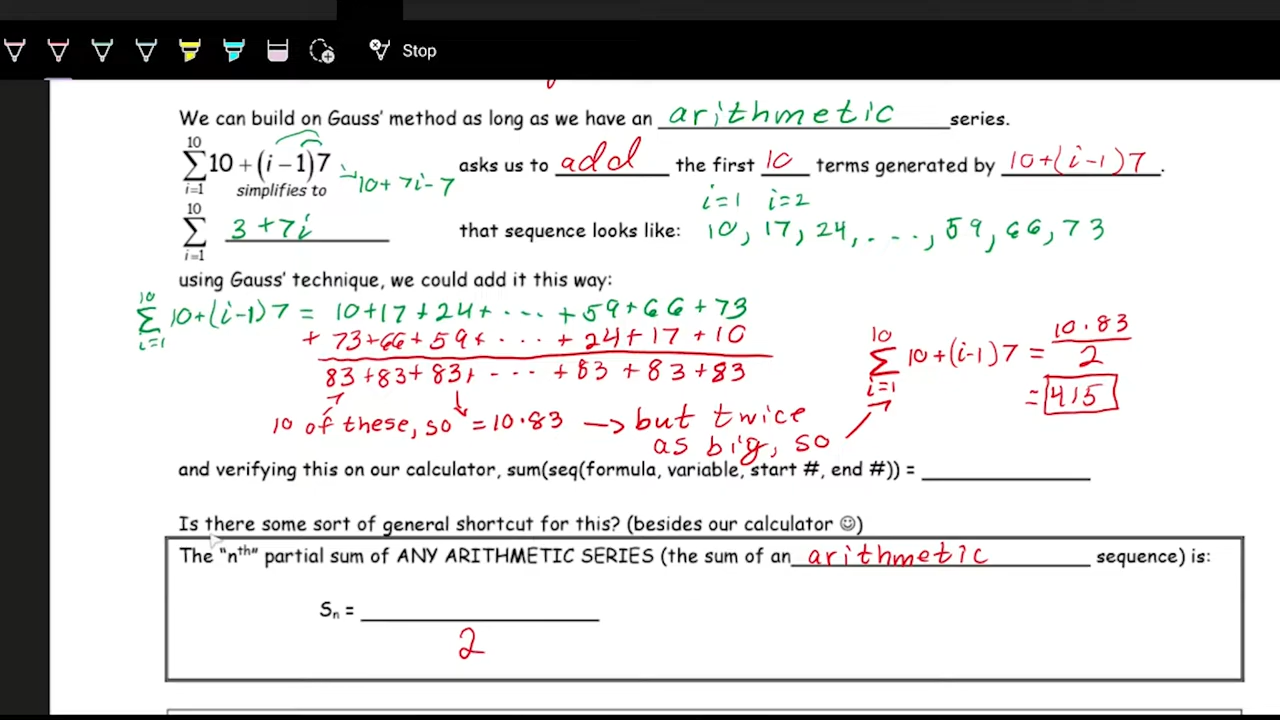 Stop
We can build on Gauss' method as long as we have an arithmetic series.
10 Σ i=1 10 + (i - 1)7 asks us to add the first 10 terms generated by 10+(i-1)7.
simplifies to → 10+7i-7
i=1 i=2
10 Σ i=1 3+7i that sequence looks like: 10, 17, 24, ..., 59, 66, 73
using Gauss' technique, we could add it this way:
10 Σ i=1 10+(i-1)7 = 10+17+24+ ... +59+66+73
+ 73+66+59+ ... + 24+17+10
83+83+83+ ... +83+83+83
10 of these, so = 10·83 → but twice as big, so
10 Σ i=1 10+(i-1)7 = 10·83 / 2
= 415
and verifying this on our calculator, sum(seq(formula, variable, start #, end #)) =
Is there some sort of general shortcut for this? (besides our calculator ☺)
The "nth" partial sum of ANY ARITHMETIC SERIES (the sum of an arithmetic sequence) is:
Sn =
2